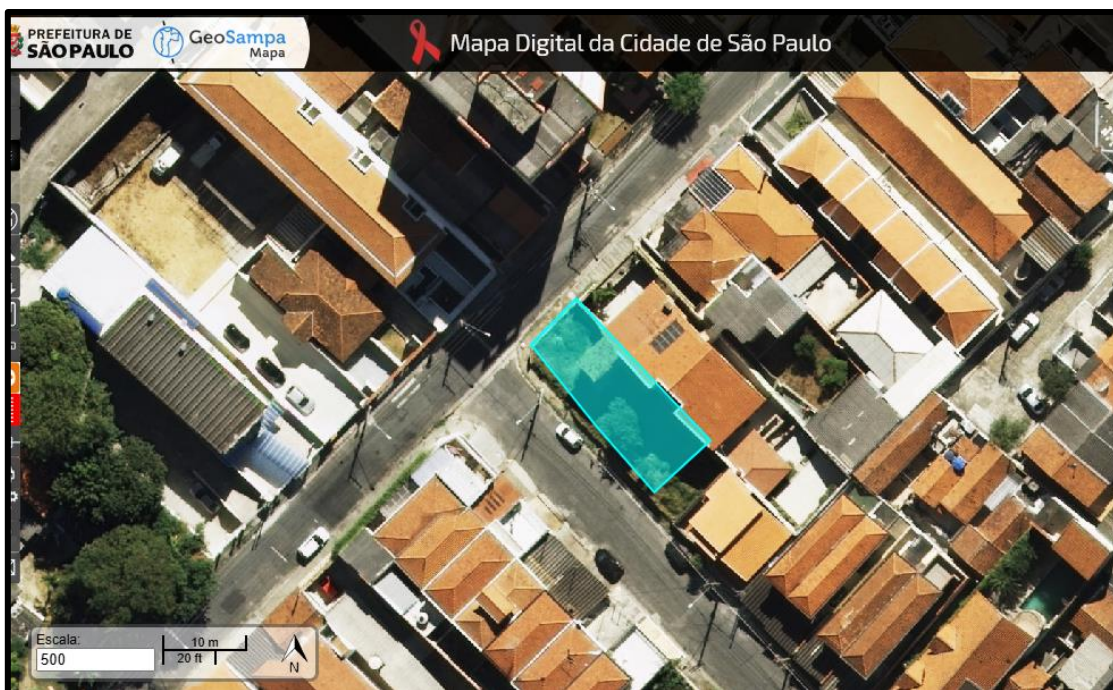 PREFEITURA DE
SÃO PAULO
GeoSampa
Mapa
Mapa Digital da Cidade de São Paulo
Escala:
500
10 m
20 ft
N